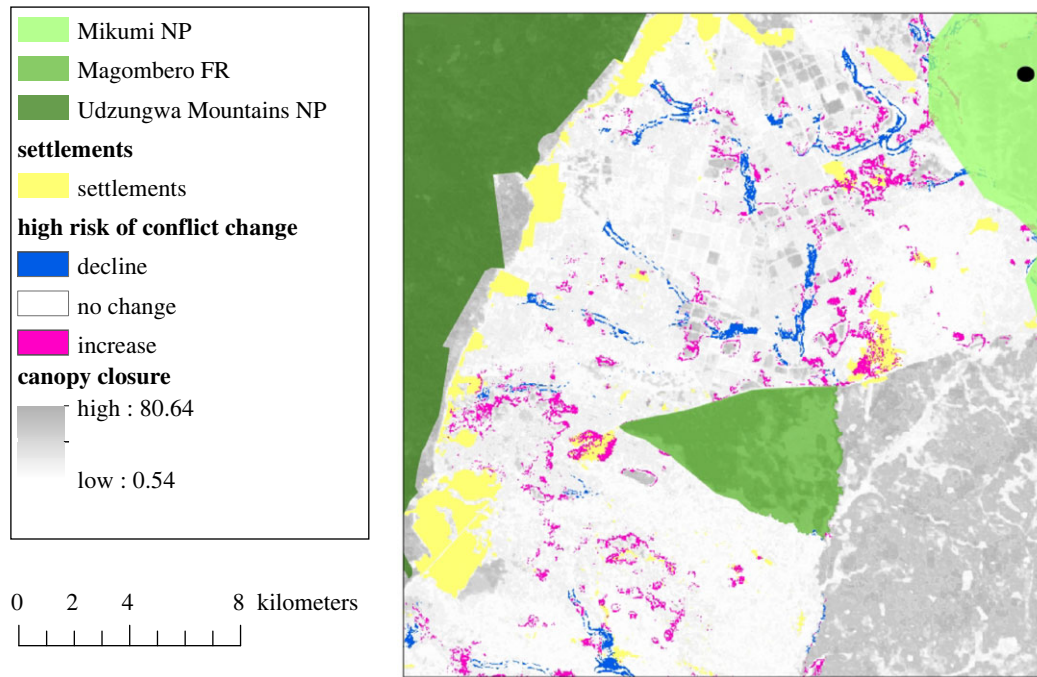 Mikumi NP
Magombero FR
Udzungwa Mountains NP
settlements
settlements
high risk of conflict change
decline
no change
increase
canopy closure
high : 80.64
low : 0.54
0 2 4 8 kilometers